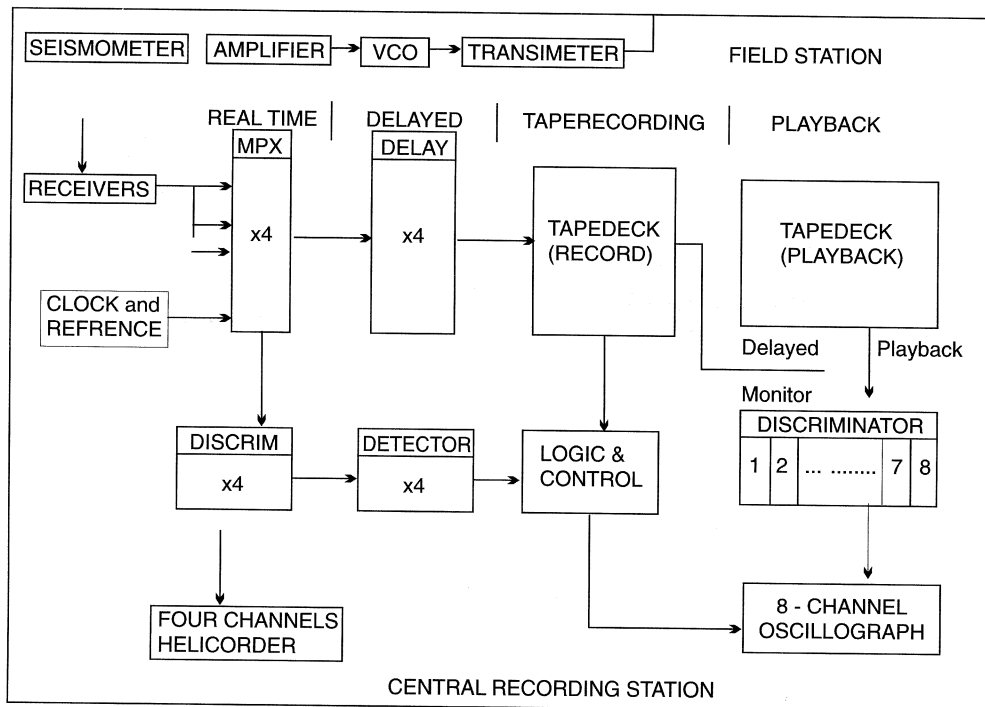 SEISMOMETER
AMPLIFIER
VCO
TRANSIMETER
FIELD STATION
REAL TIME
DELAYED
TAPERECORDING
PLAYBACK
MPX
DELAY
RECEIVERS
x4
x4
TAPEDECK
(RECORD)
TAPEDECK
(PLAYBACK)
CLOCK and
REFRENCE
Delayed
Playback
Monitor
DISCRIM
x4
DETECTOR
x4
LOGIC &
CONTROL
DISCRIMINATOR
1 2 ... ........ 7 8
FOUR CHANNELS
HELICORDER
8 - CHANNEL
OSCILLOGRAPH
CENTRAL RECORDING STATION